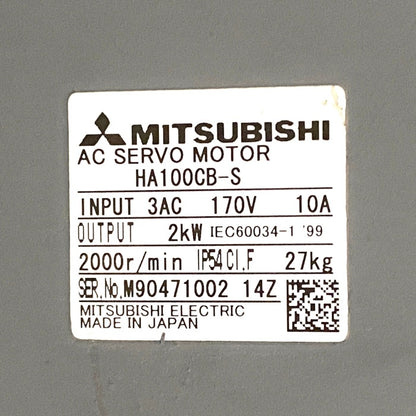 MITSUBISHI
AC SERVO MOTOR
HA100CB-S
INPUT 3AC 170V 10A
OUTPUT 2kW IEC60034-1 '99
2000r/min IP54 Cl.F 27kg
SER.No.M90471002 14Z
MITSUBISHI ELECTRIC
MADE IN JAPAN